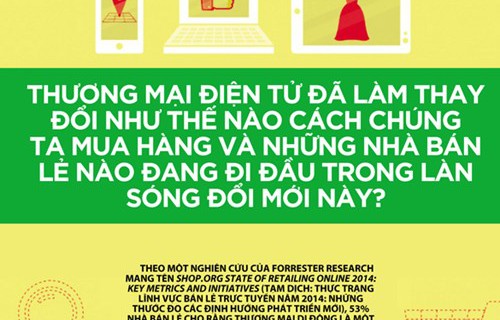 THƯƠNG MẠI ĐIỆN TỬ ĐÃ LÀM THAY
ĐỔI NHƯ THẾ NÀO CÁCH CHÚNG
TA MUA HÀNG VÀ NHỮNG NHÀ BÁN
LẺ NÀO ĐANG ĐI ĐẦU TRONG LÀN
SÓNG ĐỔI MỚI NÀY?
THEO MỘT NGHIÊN CỨU CỦA FORRESTER RESEARCH
MANG TÊN SHOP.ORG STATE OF RETAILING ONLINE 2014:
KEY METRICS AND INITIATIVES (TẠM DỊCH: THỰC TRẠNG
LĨNH VỰC BÁN LẺ TRỰC TUYẾN NĂM 2014: NHỮNG
THƯỚC ĐO CÁC ĐỊNH HƯỚNG PHÁT TRIỂN MỚI), 53%
NHÀ BÁN LẺ CHO RẰNG THƯƠNG MẠI DI ĐỘNG LÀ MỘT